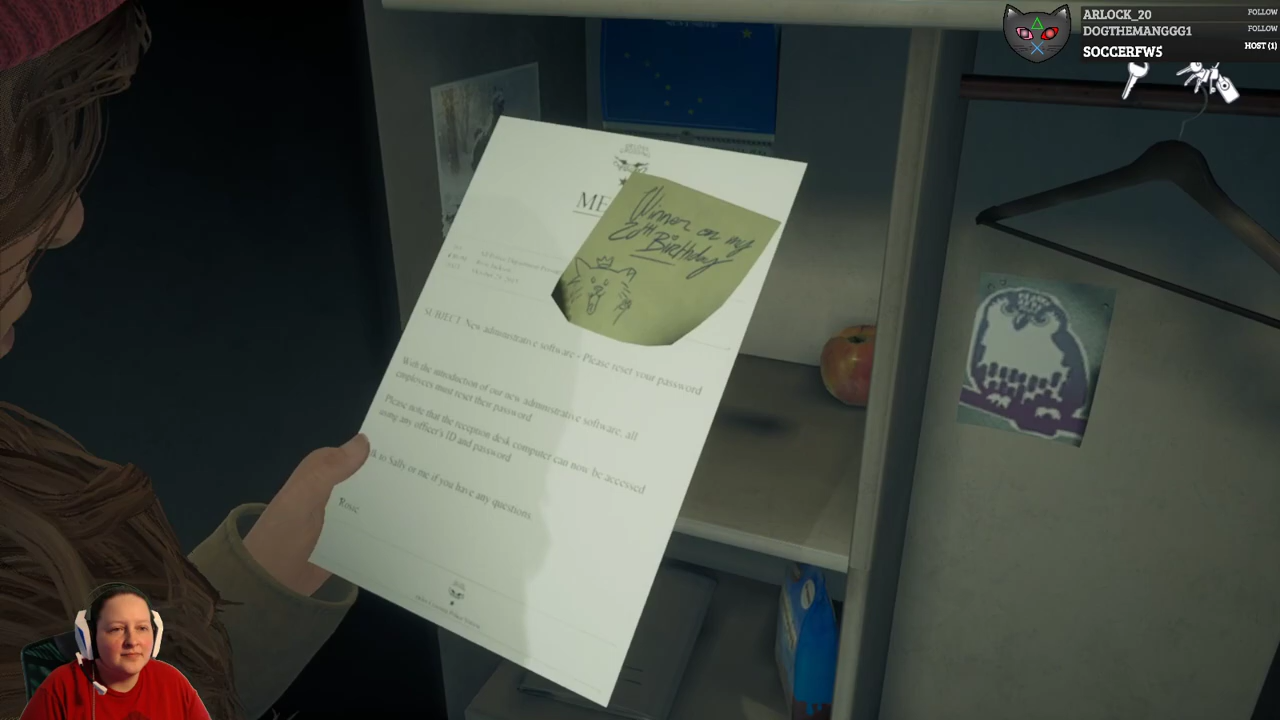 ARLOCK_20
FOLLOW
DOGTHEMANGGG1
FOLLOW
SOCCERFW5
HOST (1)
Winner on my
20th
Birthday
SUBJECT New administrative software - Please reset your password
With the introduction of our new administrative software, all
employees must reset their password
Please note that the reception desk computer can now be accessed
using any officer's ID and password
to Sally or me if you have any questions.
Rose